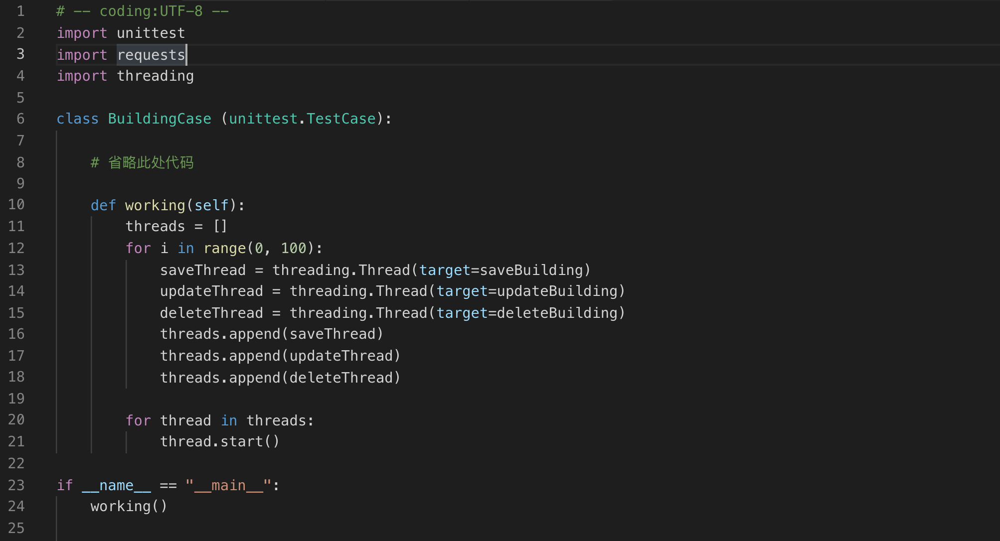 1 # -- coding:UTF-8 --
2 import unittest
3 import requests
4 import threading
5
6 class BuildingCase (unittest.TestCase):
7
8     # 省略此处代码
9
10     def working(self):
11         threads = []
12         for i in range(0, 100):
13             saveThread = threading.Thread(target=saveBuilding)
14             updateThread = threading.Thread(target=updateBuilding)
15             deleteThread = threading.Thread(target=deleteBuilding)
16             threads.append(saveThread)
17             threads.append(updateThread)
18             threads.append(deleteThread)
19
20         for thread in threads:
21             thread.start()
22
23 if __name__ == "__main__":
24     working()
25